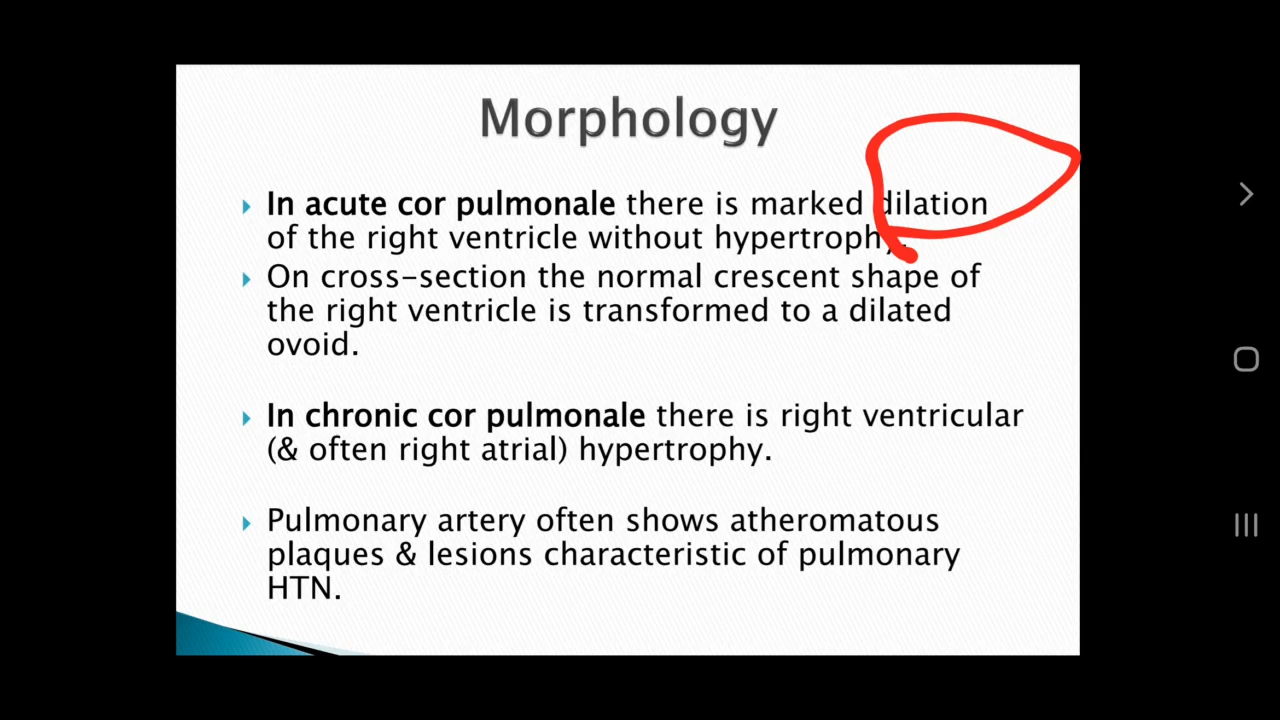 Morphology
In acute cor pulmonale there is marked dilation
of the right ventricle without hypertrophy.
On cross-section the normal crescent shape of
the right ventricle is transformed to a dilated
ovoid.
In chronic cor pulmonale there is right ventricular
(& often right atrial) hypertrophy.
Pulmonary artery often shows atheromatous
plaques & lesions characteristic of pulmonary
HTN.